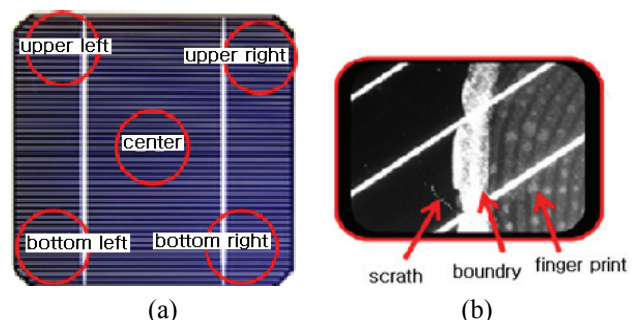 upper left
upper right
center
bottom left
bottom right
scrath
boundry
finger print
(a)
(b)